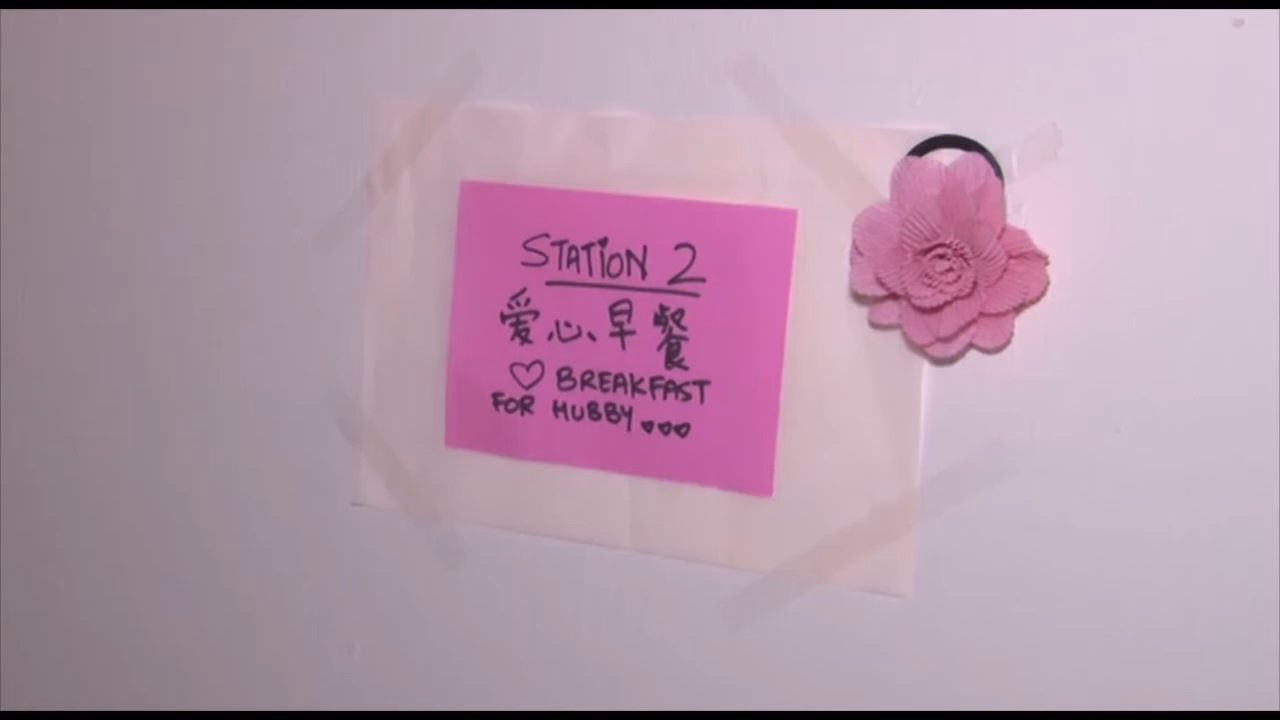 STATION 2
爱心早餐
♡ BREAKFAST
FOR HUBBY ♡♡♡